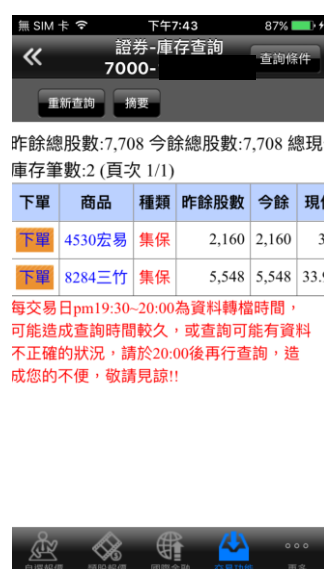 無 SIM 卡 下午7:43 87%
證券-庫存查詢
7000-
查詢條件
重新查詢 摘要
昨餘總股數:7,708 今餘總股數:7,708 總現
庫存筆數:2 (頁次 1/1)
下單 商品 種類 昨餘股數 今餘
下單 4530宏易 集保 2,160 2,160 3
下單 8284三竹 集保 5,548 5,548 33.9
每交易日pm19:30~20:00為資料轉檔時間，
可能造成查詢時間較久，或查詢可能有資料
不正確的狀況，請於20:00後再行查詢，造
成您的不便，敬請見諒!!